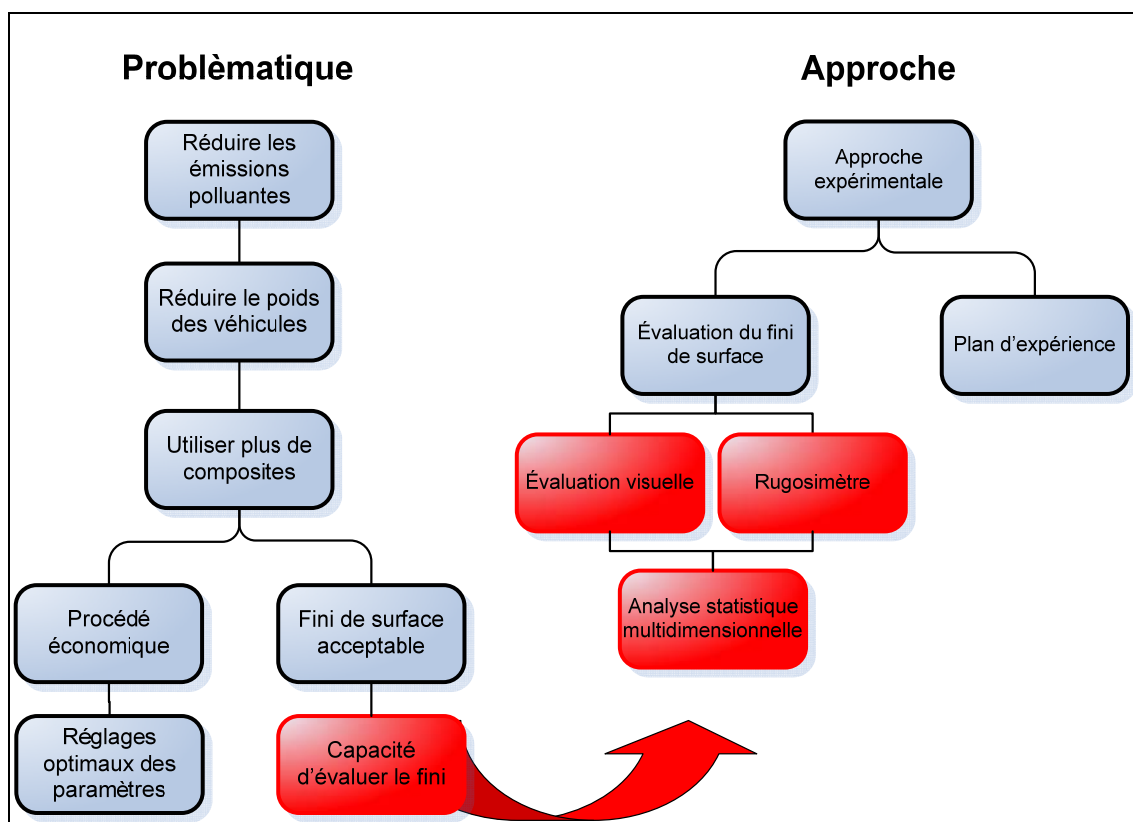 Problèmatique
Réduire les
émissions
polluantes
Réduire le poids
des véhicules
Utiliser plus de
composites
Procédé
économique
Fini de surface
acceptable
Réglages
optimaux des
paramètres
Capacité
d'évaluer le fini
Approche
Approche
expérimentale
Évaluation du fini
de surface
Plan d'expérience
Évaluation visuelle
Rugosimètre
Analyse statistique
multidimensionnelle